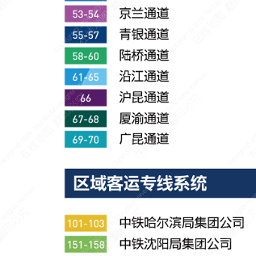 53-54 京兰通道
55-57 青银通道
58-60 陆桥通道
61-65 沿江通道
66 沪昆通道
67-68 厦渝通道
69-70 广昆通道
区域客运专线系统
101-103 中铁哈尔滨局集团公司
151-158 中铁沈阳局集团公司